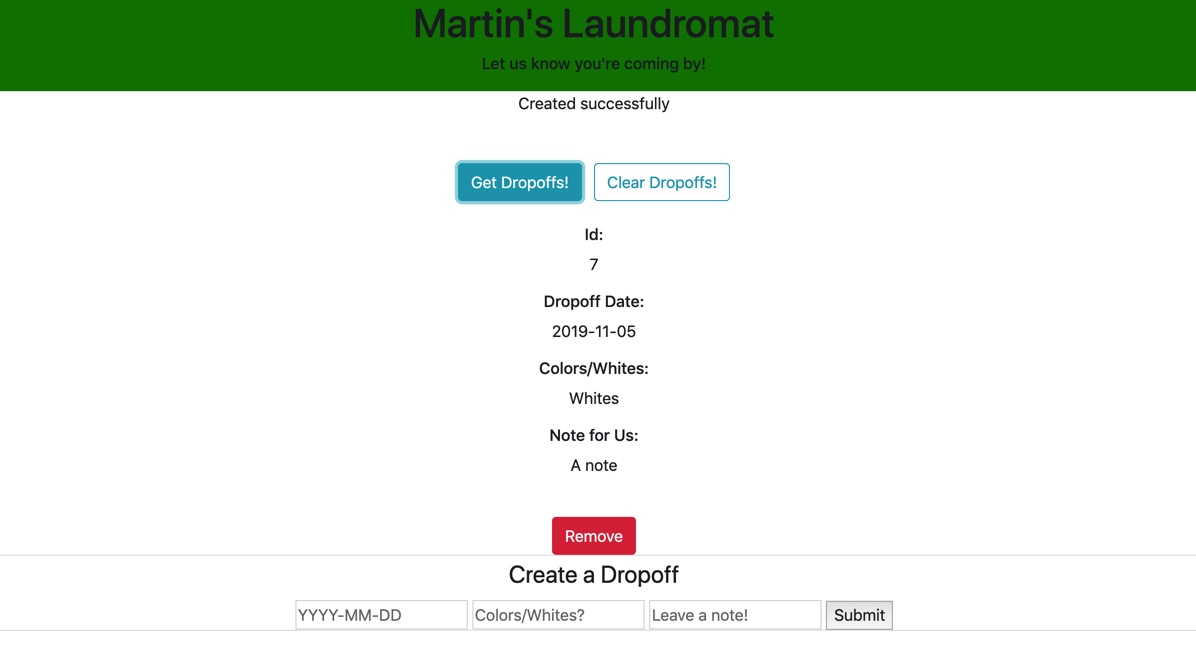 Martin's Laundromat
Let us know you're coming by!
Created successfully
Get Dropoffs! Clear Dropoffs!
Id:
7
Dropoff Date:
2019-11-05
Colors/Whites:
Whites
Note for Us:
A note
Remove
Create a Dropoff
YYYY-MM-DD Colors/Whites? Leave a note! Submit